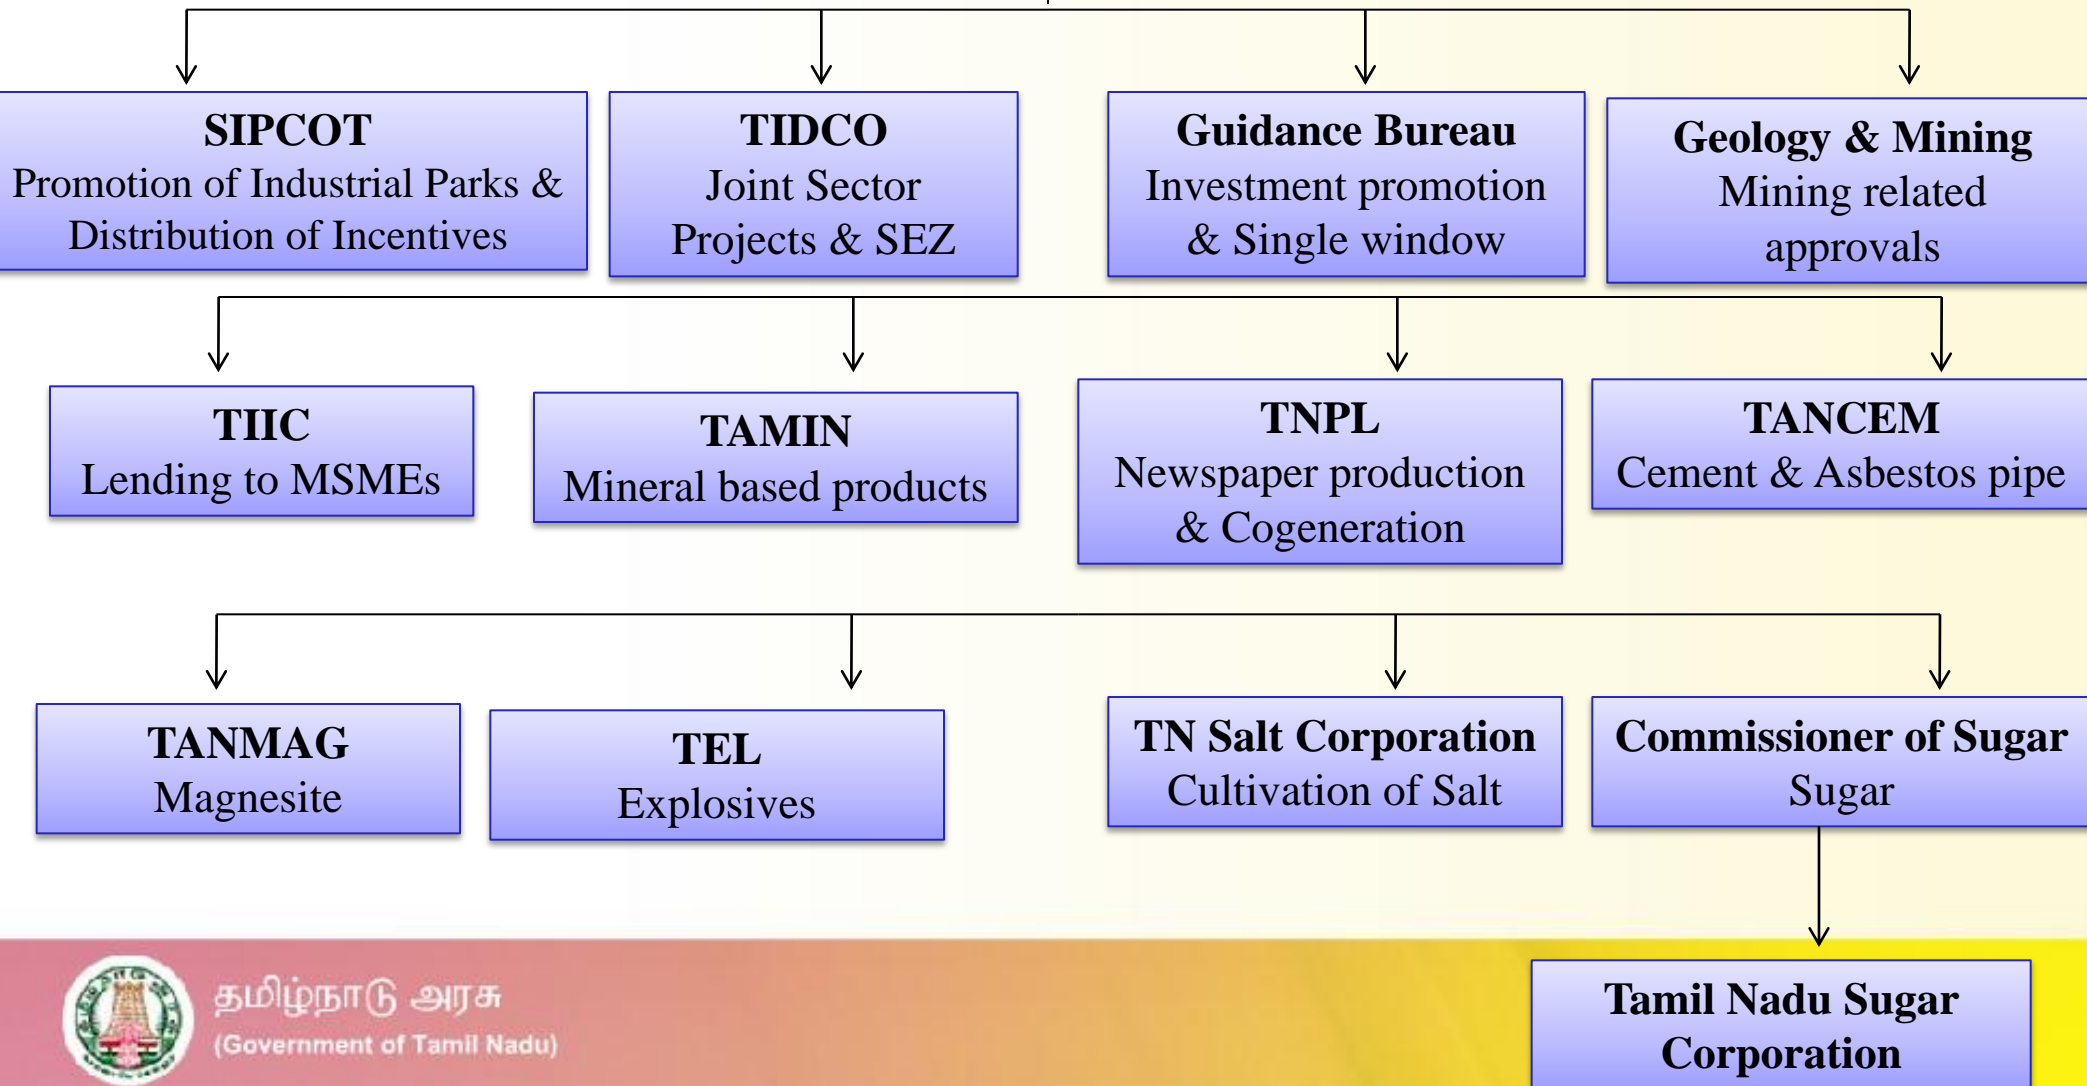 SIPCOT
Promotion of Industrial Parks &
Distribution of Incentives
TIDCO
Joint Sector
Projects & SEZ
Guidance Bureau
Investment promotion
& Single window
Geology & Mining
Mining related
approvals
TIIC
Lending to MSMEs
TAMIN
Mineral based products
TNPL
Newspaper production
& Cogeneration
TANCEM
Cement & Asbestos pipe
TANMAG
Magnesite
TEL
Explosives
TN Salt Corporation
Cultivation of Salt
Commissioner of Sugar
Sugar
Tamil Nadu Sugar
Corporation
தமிழ்நாடு அரசு
(Government of Tamil Nadu)